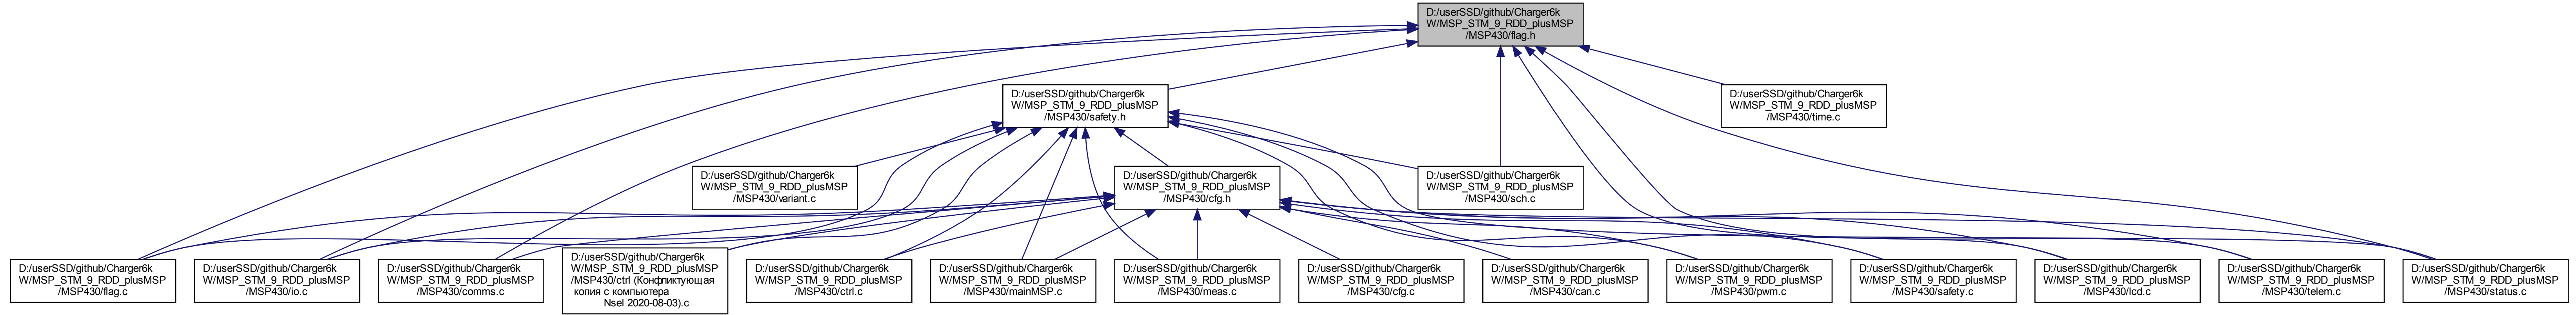 D:/userSSD/github/Charger6k
W/MSP_STM_9_RDD_plusMSP
/MSP430/flag.h
D:/userSSD/github/Charger6k
W/MSP_STM_9_RDD_plusMSP
/MSP430/safety.h
D:/userSSD/github/Charger6k
W/MSP_STM_9_RDD_plusMSP
/MSP430/time.c
D:/userSSD/github/Charger6k
W/MSP_STM_9_RDD_plusMSP
/MSP430/variant.c
D:/userSSD/github/Charger6k
W/MSP_STM_9_RDD_plusMSP
/MSP430/cfg.h
D:/userSSD/github/Charger6k
W/MSP_STM_9_RDD_plusMSP
/MSP430/sch.c
D:/userSSD/github/Charger6k
W/MSP_STM_9_RDD_plusMSP
/MSP430/flag.c
D:/userSSD/github/Charger6k
W/MSP_STM_9_RDD_plusMSP
/MSP430/io.c
D:/userSSD/github/Charger6k
W/MSP_STM_9_RDD_plusMSP
/MSP430/comms.c
D:/userSSD/github/Charger6k
W/MSP_STM_9_RDD_plusMSP
/MSP430/ctrl (Конфликтующая
копия с компьютера
Nsel 2020-08-03).c
D:/userSSD/github/Charger6k
W/MSP_STM_9_RDD_plusMSP
/MSP430/ctrl.c
D:/userSSD/github/Charger6k
W/MSP_STM_9_RDD_plusMSP
/MSP430/mainMSP.c
D:/userSSD/github/Charger6k
W/MSP_STM_9_RDD_plusMSP
/MSP430/meas.c
D:/userSSD/github/Charger6k
W/MSP_STM_9_RDD_plusMSP
/MSP430/cfg.c
D:/userSSD/github/Charger6k
W/MSP_STM_9_RDD_plusMSP
/MSP430/can.c
D:/userSSD/github/Charger6k
W/MSP_STM_9_RDD_plusMSP
/MSP430/pwm.c
D:/userSSD/github/Charger6k
W/MSP_STM_9_RDD_plusMSP
/MSP430/safety.c
D:/userSSD/github/Charger6k
W/MSP_STM_9_RDD_plusMSP
/MSP430/lcd.c
D:/userSSD/github/Charger6k
W/MSP_STM_9_RDD_plusMSP
/MSP430/telem.c
D:/userSSD/github/Charger6k
W/MSP_STM_9_RDD_plusMSP
/MSP430/status.c